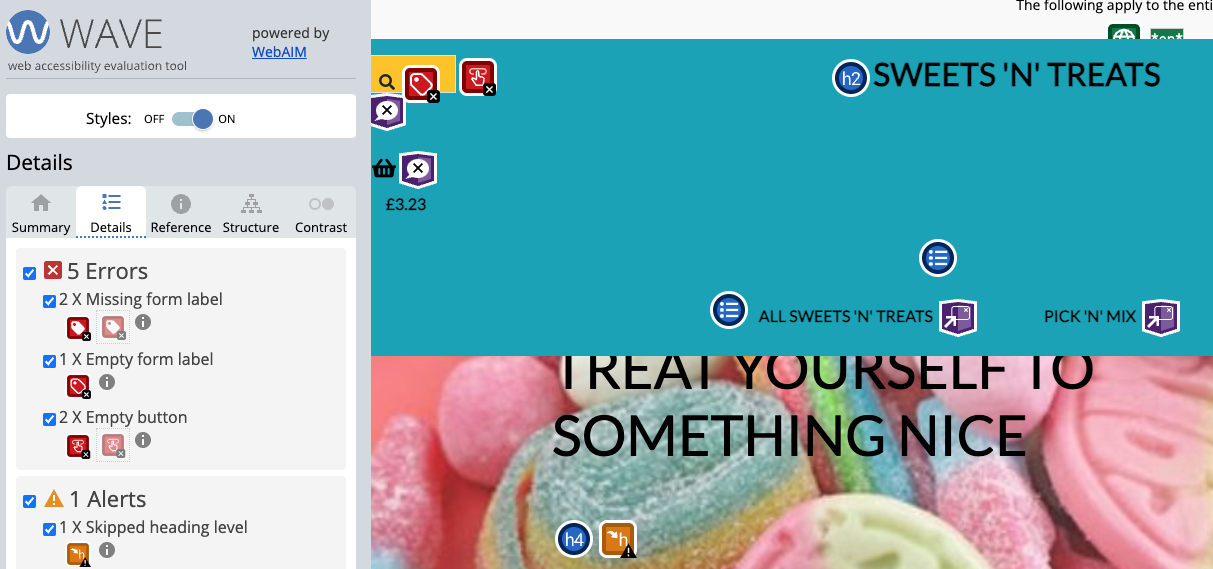 WAVE
powered by
WebAIM
web accessibility evaluation tool
Styles: OFF ON
Details
Summary Details Reference Structure Contrast
5 Errors
2 X Missing form label
1 X Empty form label
2 X Empty button
1 Alerts
1 X Skipped heading level
The following apply to the enti
h2 SWEETS 'N' TREATS
£3.23
ALL SWEETS 'N' TREATS PICK 'N' MIX
TREAT YOURSELF TO
SOMETHING NICE
h4 h